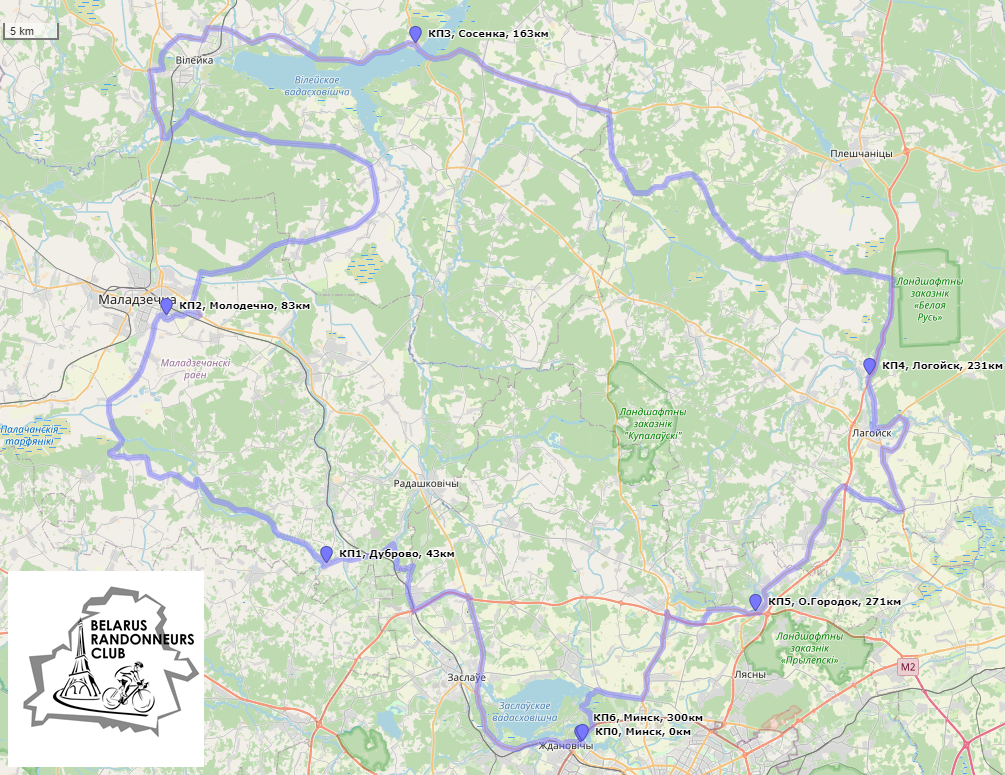 5 km
КП3, Сосенка, 163км
Вілейка
Вілейскае
вадасховішча
Плешчаніцы
Ландшафтны
заказнік
«Белая
Русь»
Маладзечна
КП2, Молодечно, 83км
Маладзечанскі
раён
КП4, Логойск, 231км
Ландшафтны
заказнік
"Купалаўскі"
Палачанскія
тарфянікі
Лагойск
Радашковічы
КП1, Дуброво, 43км
КП5, О.Городок, 271км
BELARUS
RANDONNEURS
CLUB
Ландшафтны
заказнік
«Прылепскі»
M2
Лясны
Заслаўе
Заслаўскае
вадасховішча
КП6, Минск, 300км
КП0, Минск, 0км
Ждановічы